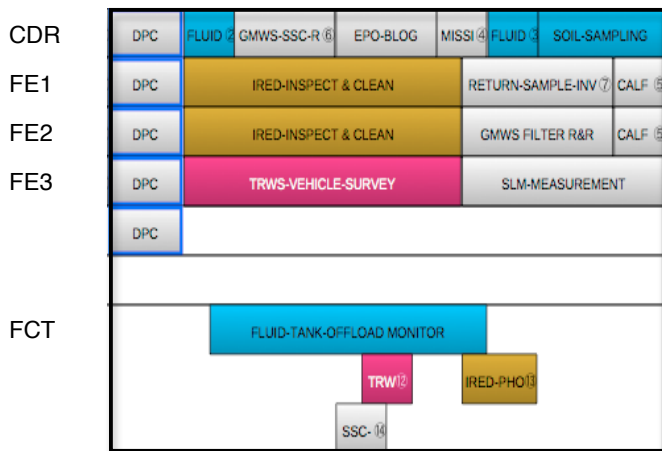 CDR DPC FLUID ② GMWS-SSC-R ⑥ EPO-BLOG MISSI ④ FLUID ③ SOIL-SAMPLING
FE1 DPC IRED-INSPECT & CLEAN RETURN-SAMPLE-INV ⑦ CALF ⑤
FE2 DPC IRED-INSPECT & CLEAN GMWS FILTER R&R CALF ⑤
FE3 DPC TRWS-VEHICLE-SURVEY SLM-MEASUREMENT
DPC
FCT FLUID-TANK-OFFLOAD MONITOR
TRW ⑫ IRED-PHO ⑬
SSC- ⑭